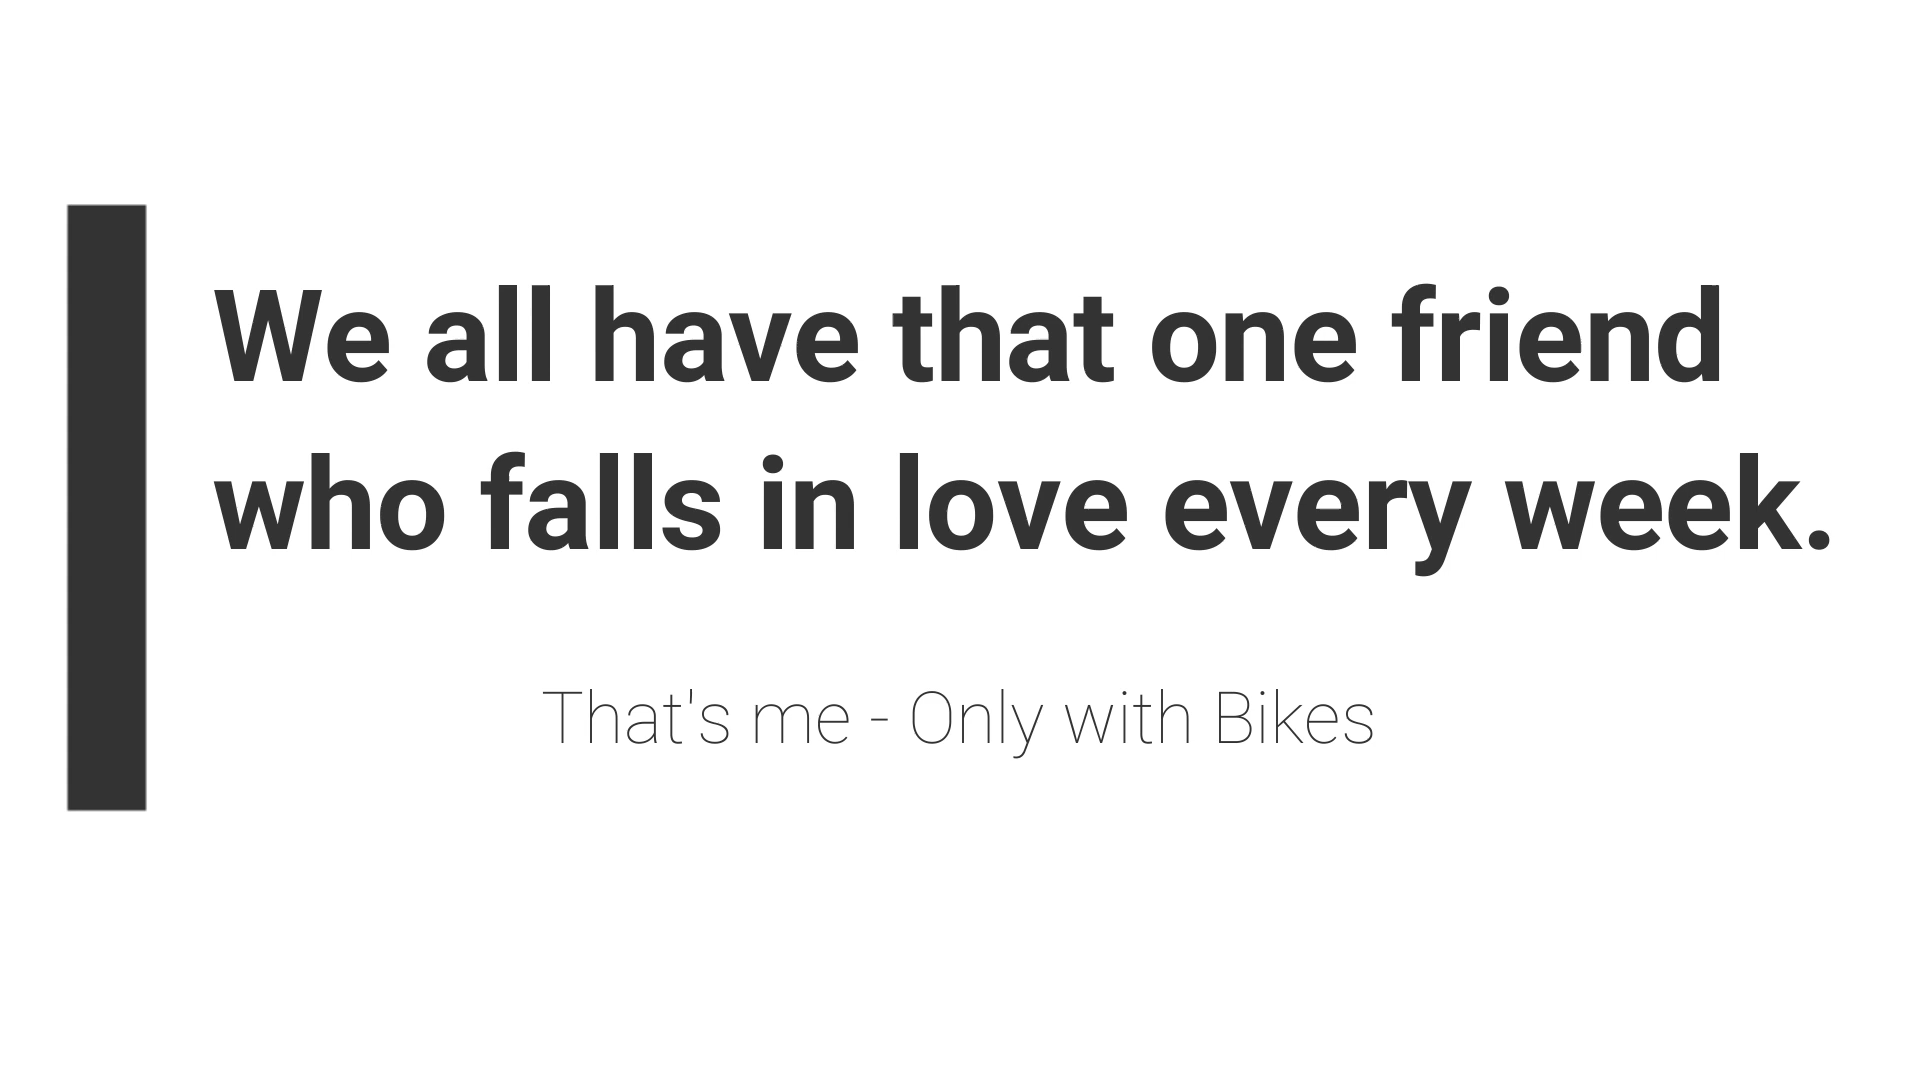 We all have that one friend
who falls in love every week.
That's me - Only with Bikes